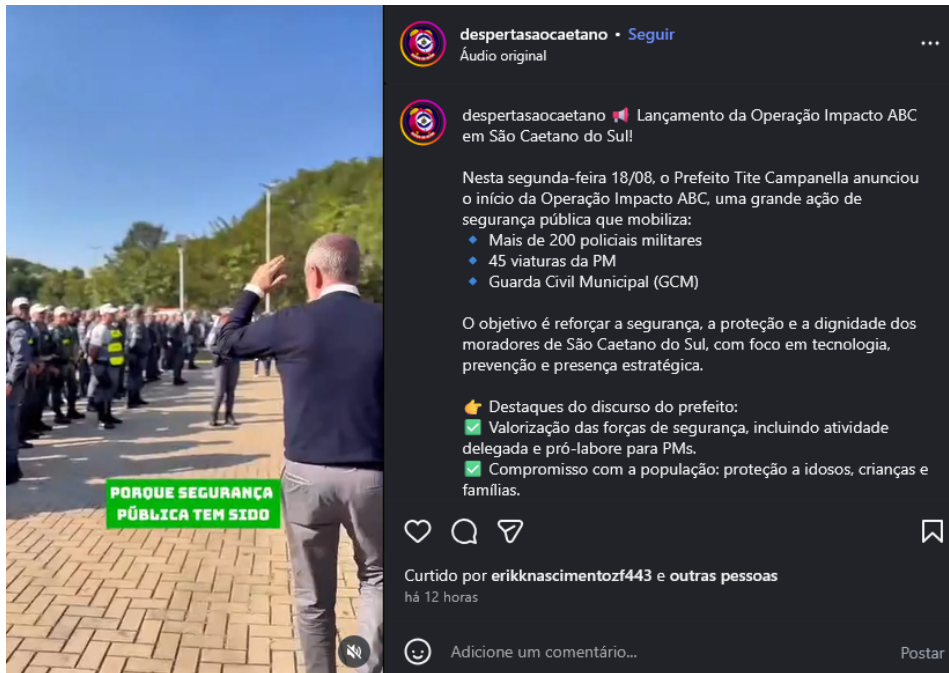 PORQUE SEGURANÇA
PÚBLICA TEM SIDO
despertasaocaetano • Seguir
Áudio original
despertasaocaetano 📢 Lançamento da Operação Impacto ABC
em São Caetano do Sul!
Nesta segunda-feira 18/08, o Prefeito Tite Campanella anunciou
o início da Operação Impacto ABC, uma grande ação de
segurança pública que mobiliza:
🔹 Mais de 200 policiais militares
🔹 45 viaturas da PM
🔹 Guarda Civil Municipal (GCM)
O objetivo é reforçar a segurança, a proteção e a dignidade dos
moradores de São Caetano do Sul, com foco em tecnologia,
prevenção e presença estratégica.
👉 Destaques do discurso do prefeito:
✅ Valorização das forças de segurança, incluindo atividade
delegada e pró-labore para PMs.
✅ Compromisso com a população: proteção a idosos, crianças e
famílias.
Curtido por erikknascimentozf443 e outras pessoas
há 12 horas
Adicione um comentário...
Postar